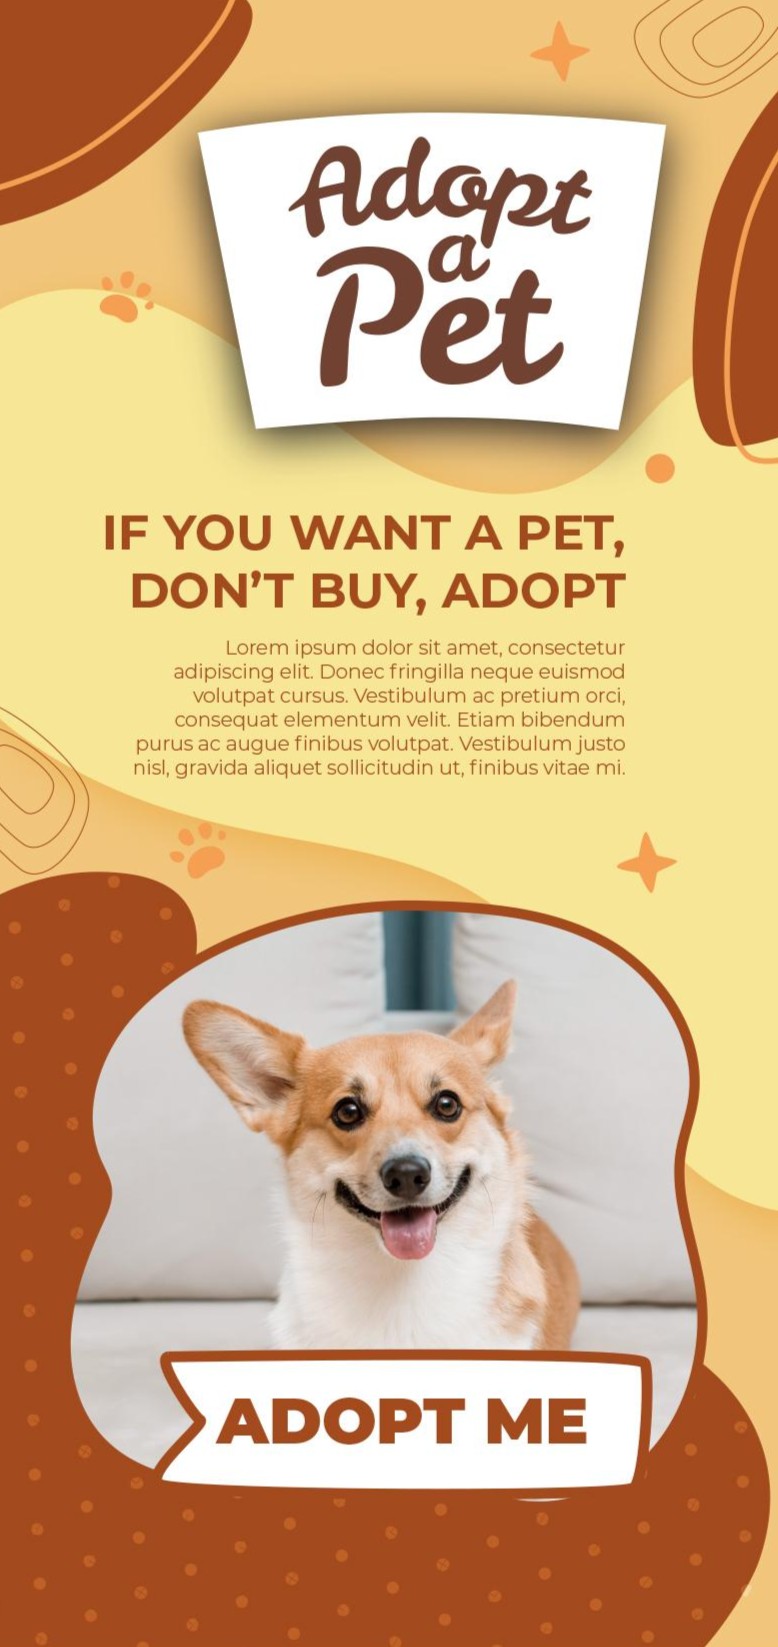 Adopt
a
Pet
IF YOU WANT A PET,
DON’T BUY, ADOPT
Lorem ipsum dolor sit amet, consectetur
adipiscing elit. Donec fringilla neque euismod
volutpat cursus. Vestibulum ac pretium orci,
consequat elementum velit. Etiam bibendum
purus ac augue finibus volutpat. Vestibulum justo
nisl, gravida aliquet sollicitudin ut, finibus vitae mi.
ADOPT ME